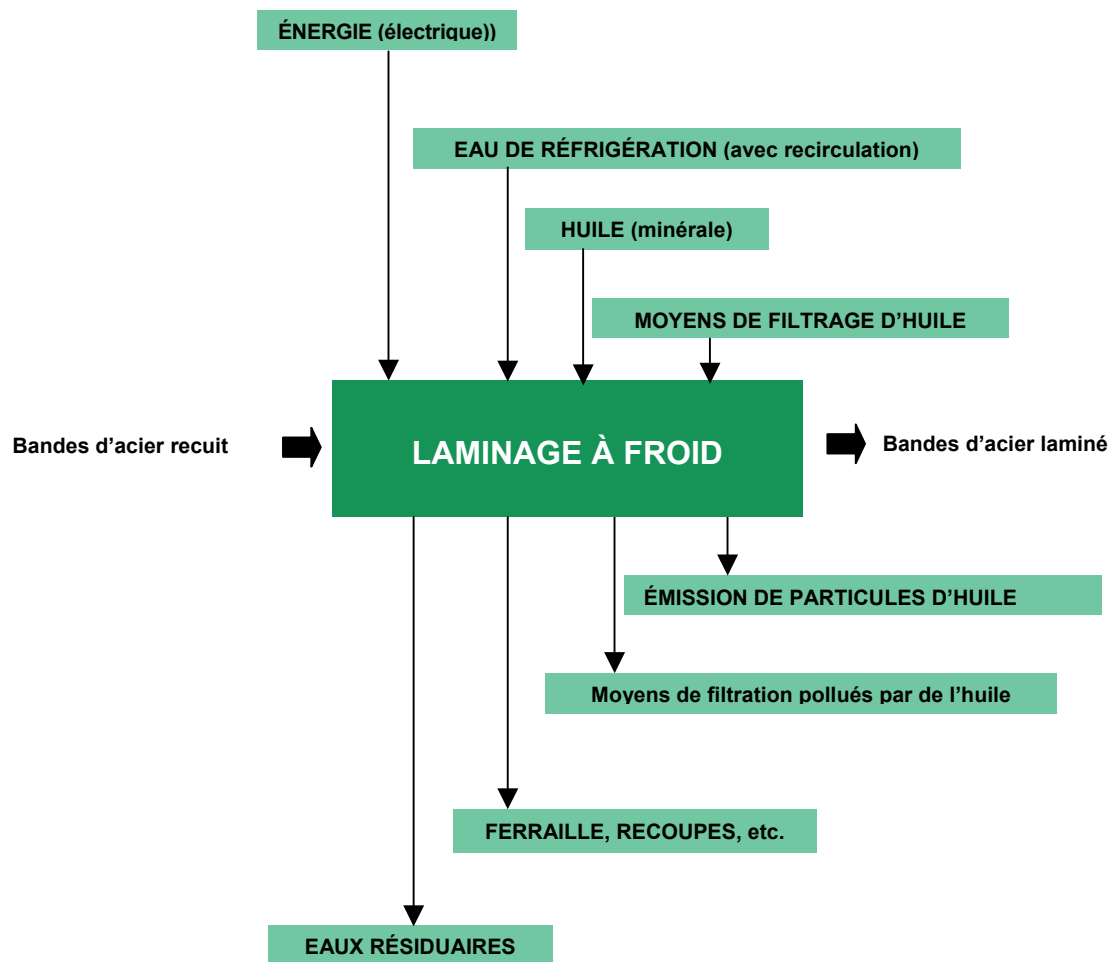 ÉNERGIE (électrique))
EAU DE RÉFRIGÉRATION (avec recirculation)
HUILE (minérale)
MOYENS DE FILTRAGE D’HUILE
Bandes d’acier recuit
LAMINAGE À FROID
Bandes d’acier laminé
ÉMISSION DE PARTICULES D’HUILE
Moyens de filtration pollués par de l’huile
FERRAILLE, RECOUPES, etc.
EAUX RÉSIDUAIRES